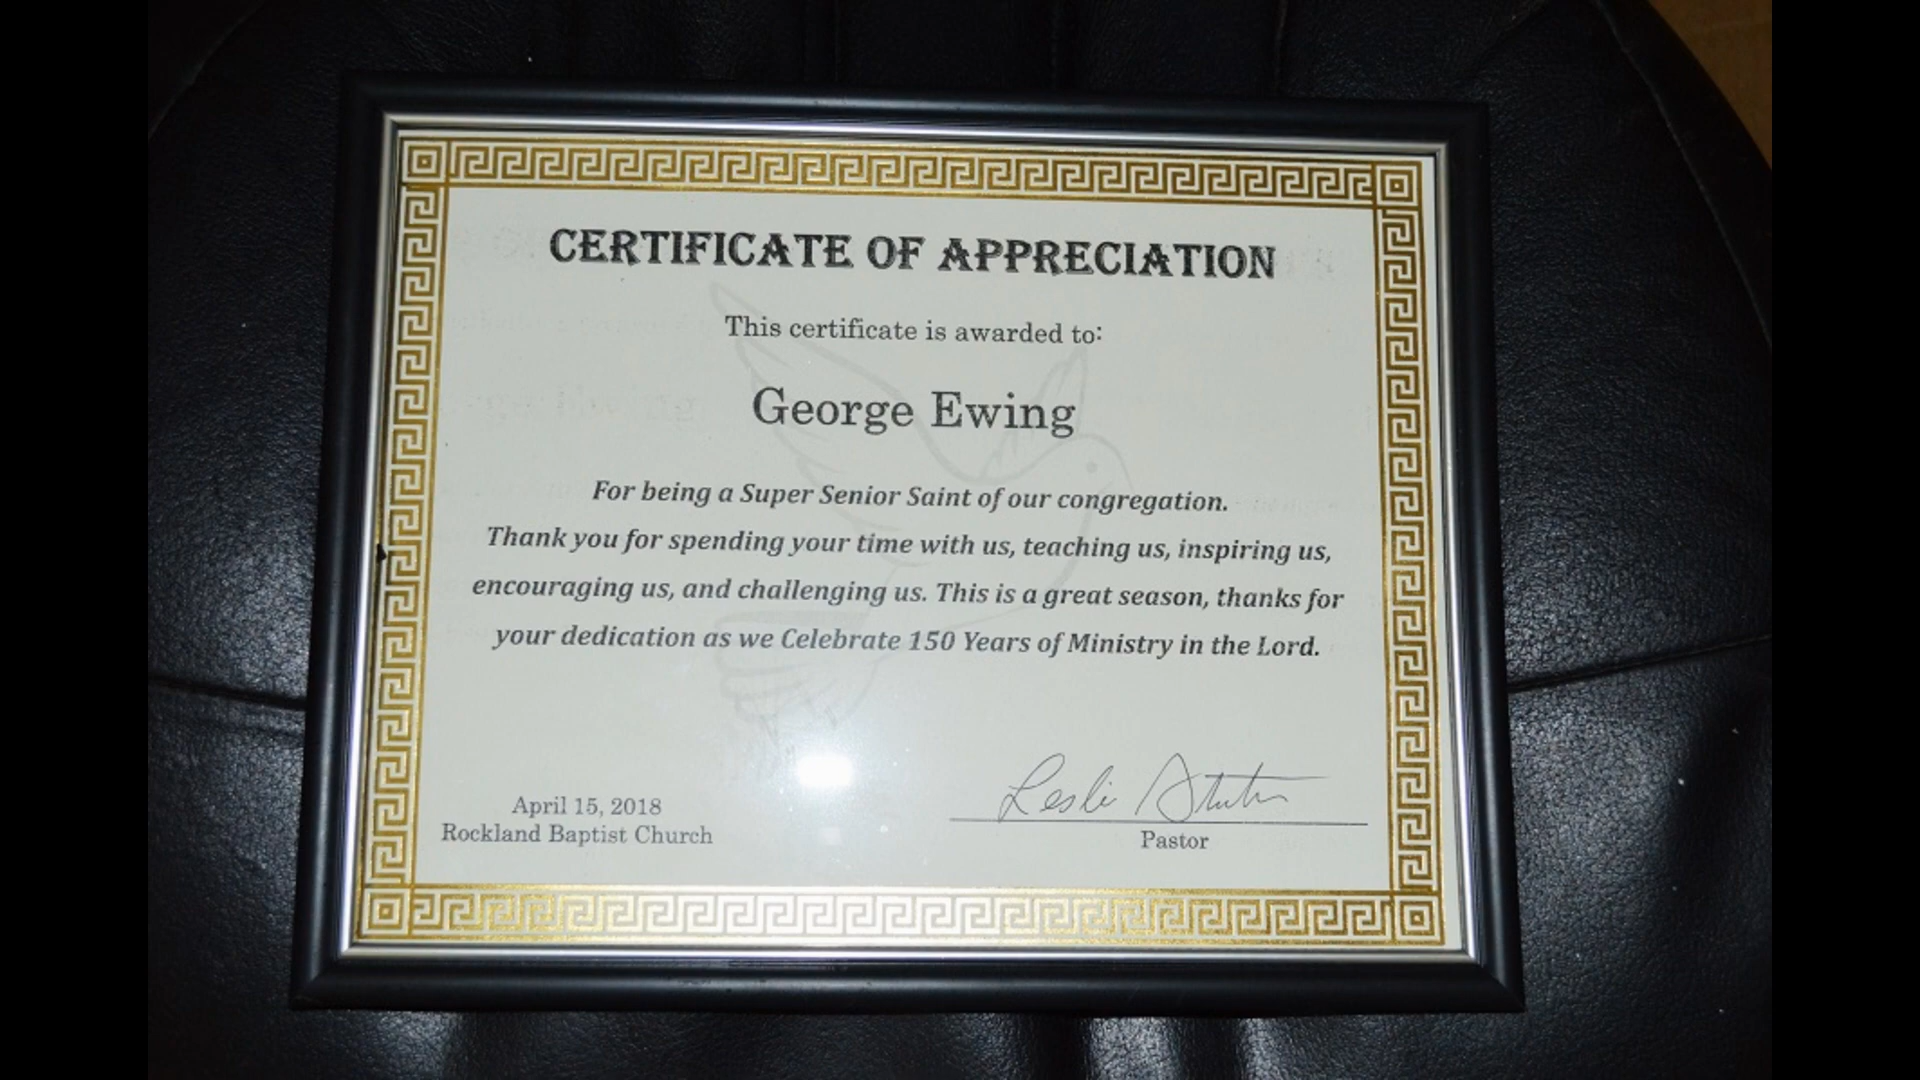 CERTIFICATE OF APPRECIATION
This certificate is awarded to:
George Ewing
For being a Super Senior Saint of our congregation.
Thank you for spending your time with us, teaching us, inspiring us,
encouraging us, and challenging us. This is a great season, thanks for
your dedication as we Celebrate 150 Years of Ministry in the Lord.
April 15, 2018
Rockland Baptist Church
Leslie
Pastor